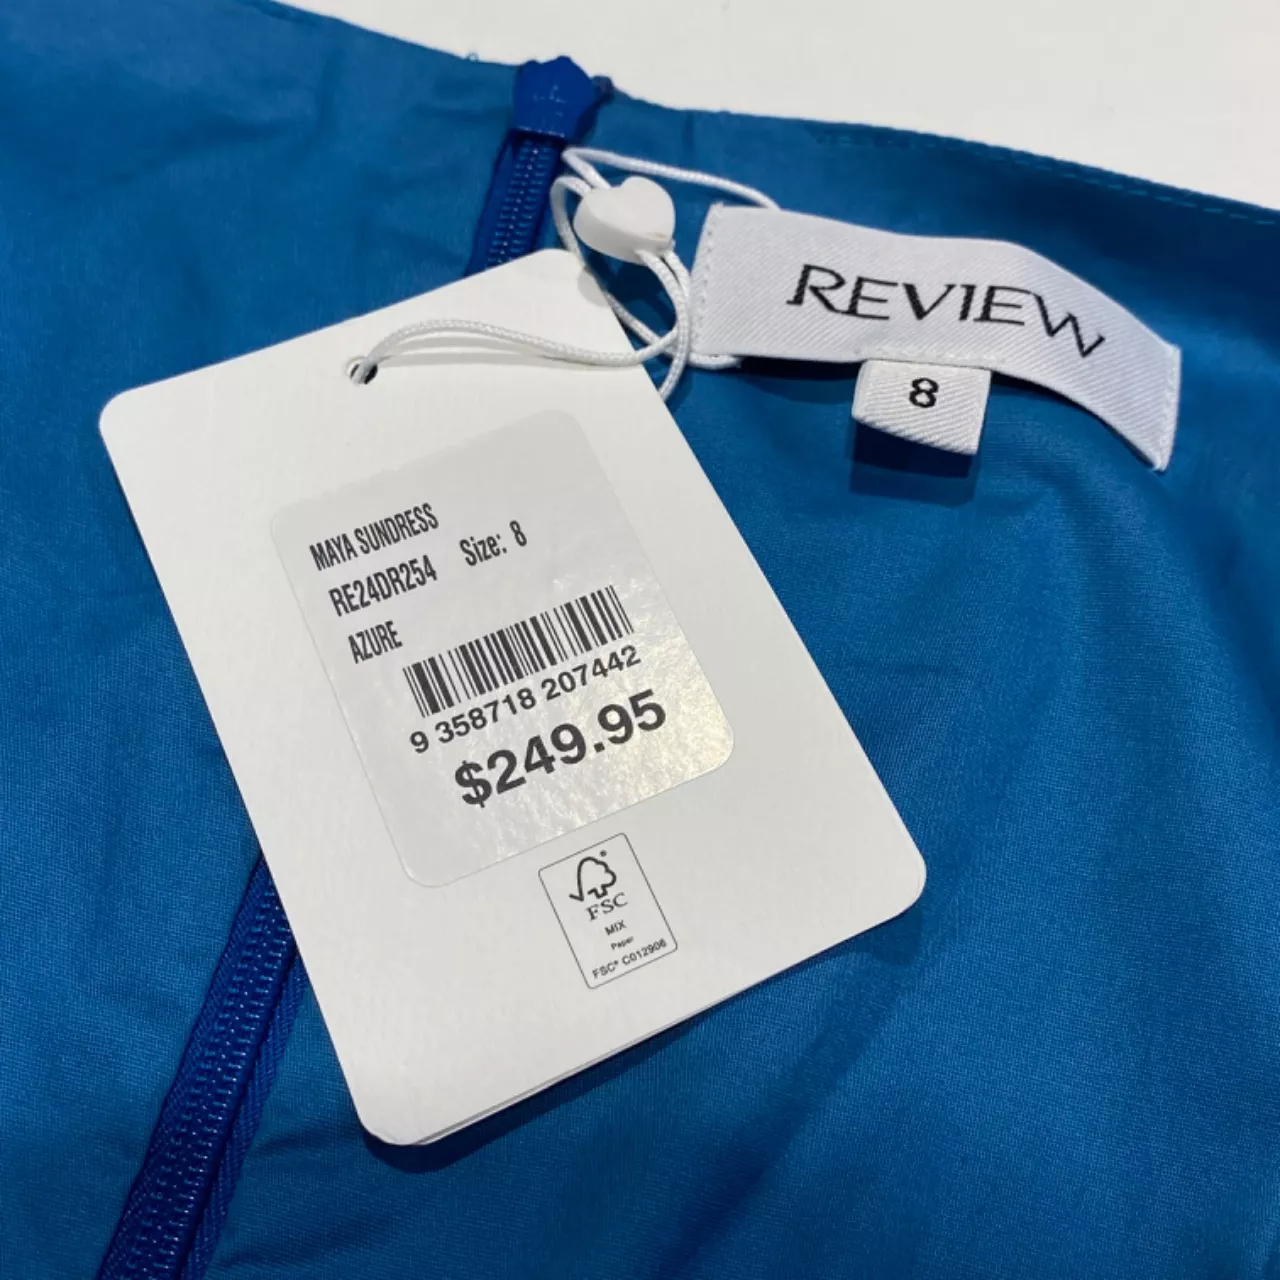 REVIEW
8
MAYA SUNDRESS
RE24DR254 Size: 8
AZURE
9 358718 207442
$249.95
FSC
MIX
Paper
FSC® C012906